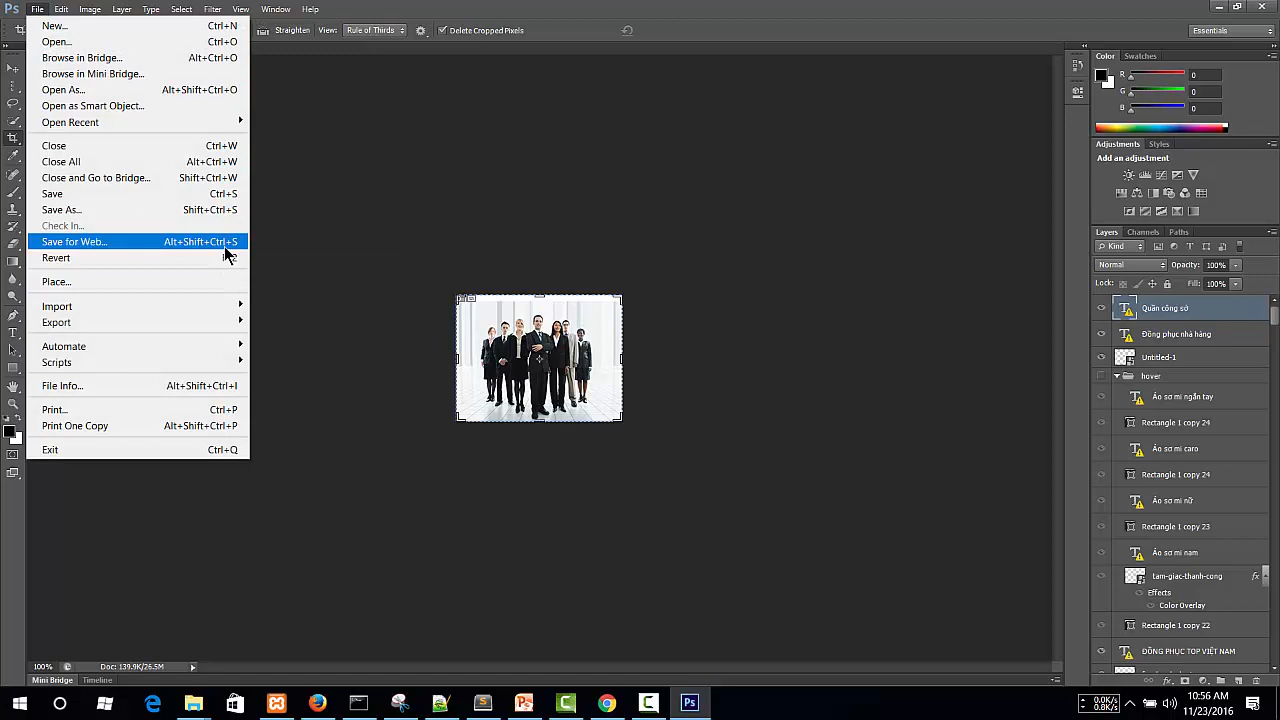 Ps File Edit Image Layer Type Select Filter View Window Help
Straighten View: Rule of Thirds Delete Cropped Pixels Essentials
New... Ctrl+N
Open... Ctrl+O
Browse in Bridge... Alt+Ctrl+O
Browse in Mini Bridge...
Open As... Alt+Shift+Ctrl+O
Open as Smart Object...
Open Recent
Close Ctrl+W
Close All Alt+Ctrl+W
Close and Go to Bridge... Shift+Ctrl+W
Save Ctrl+S
Save As... Shift+Ctrl+S
Check In...
Save for Web... Alt+Shift+Ctrl+S
Revert
Place...
Import
Export
Automate
Scripts
File Info... Alt+Shift+Ctrl+I
Print... Ctrl+P
Print One Copy Alt+Shift+Ctrl+P
Exit Ctrl+Q
Color Swatches
R 0
G 0
B 0
Adjustments Styles
Add an adjustment
Layers Channels Paths
Kind
Normal Opacity: 100%
Lock: Fill: 100%
Quần công sở
Đồng phục nhà hàng
Untitled-1
hover
Áo sơ mi ngắn tay
Rectangle 1 copy 24
Áo sơ mi caro
Rectangle 1 copy 24
Áo sơ mi nữ
Rectangle 1 copy 23
Áo sơ mi nam
tam-giac-thanh-cong fx
Effects
Color Overlay
Rectangle 1 copy 22
ĐỒNG PHỤC TOP VIỆT NAM
100% Doc: 139.9K/26.5M
Mini Bridge Timeline
0.0K/s
0.8K/s
10:56 AM
11/23/2016